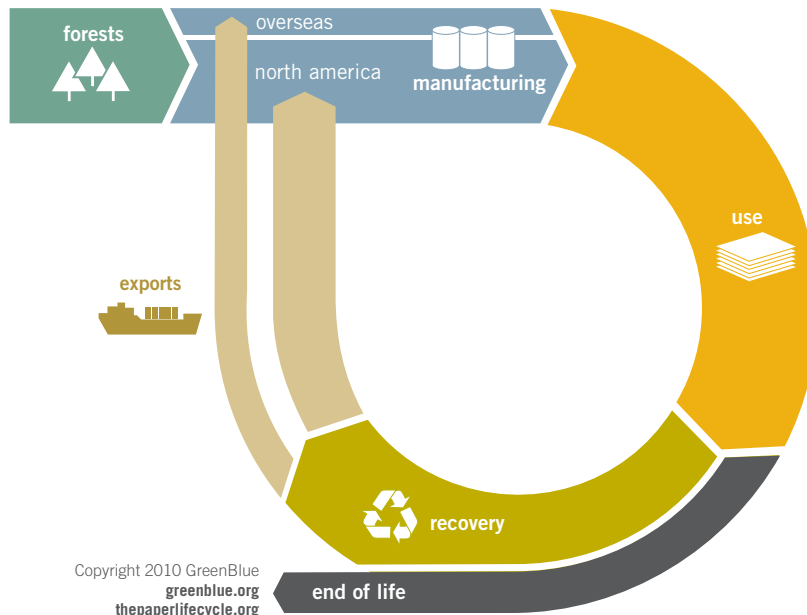 forests
overseas
north america
manufacturing
use
exports
recovery
end of life
Copyright 2010 GreenBlue
greenblue.org
thepaperlifecycle.org